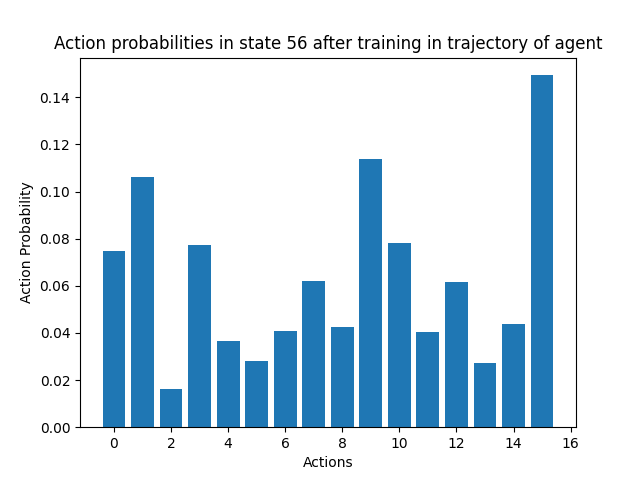 Action probabilities in state 56 after training in trajectory of agent
Action Probability
0.14
0.12
0.10
0.08
0.06
0.04
0.02
0.00
0 2 4 6 8 10 12 14 16
Actions